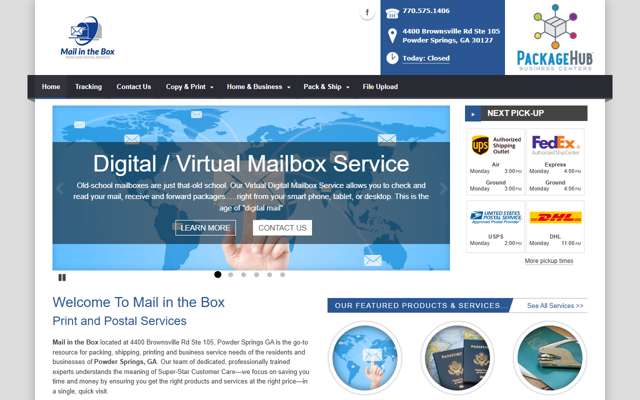 770.575.1406
4400 Brownsville Rd Ste 105
Powder Springs, GA 30127
Today: Closed
Mail in the Box
PACKAGEHUB
BUSINESS CENTERS
Home
Tracking
Contact Us
Copy & Print
Home & Business
Pack & Ship
File Upload
Digital / Virtual Mailbox Service
Old-school mailboxes are just that-old school. Our Virtual Digital Mailbox Service allows you to check and
read your mail, receive and forward packages.....right from your smart phone, tablet, or desktop. This is the
age of "digital mail"
LEARN MORE
CONTACT US
NEXT PICK-UP
ups
Authorized
Shipping
Outlet
FedEx
Authorized ShipCenter
Air
Monday 3:00 PM
Ground
Monday 3:00 PM
Express
Monday 4:00 PM
Ground
Monday 4:00 PM
UNITED STATES
POSTAL SERVICE
Approved Postal Provider
DHL
USPS
Monday 2:00 PM
DHL
Monday 11:00 PM
More pickup times
Welcome To Mail in the Box
Print and Postal Services
Mail in the Box located at 4400 Brownsville Rd Ste 105, Powder Springs GA is the go-to
resource for packing, shipping, printing and business service needs of the residents and
businesses of Powder Springs, GA. Our team of dedicated, professionally trained
experts understands the meaning of Super-Star Customer Care—we focus on saving you
time and money by ensuring you get the right products and services at the right price—in
a single, quick visit.
OUR FEATURED PRODUCTS & SERVICES...
See All Services >>